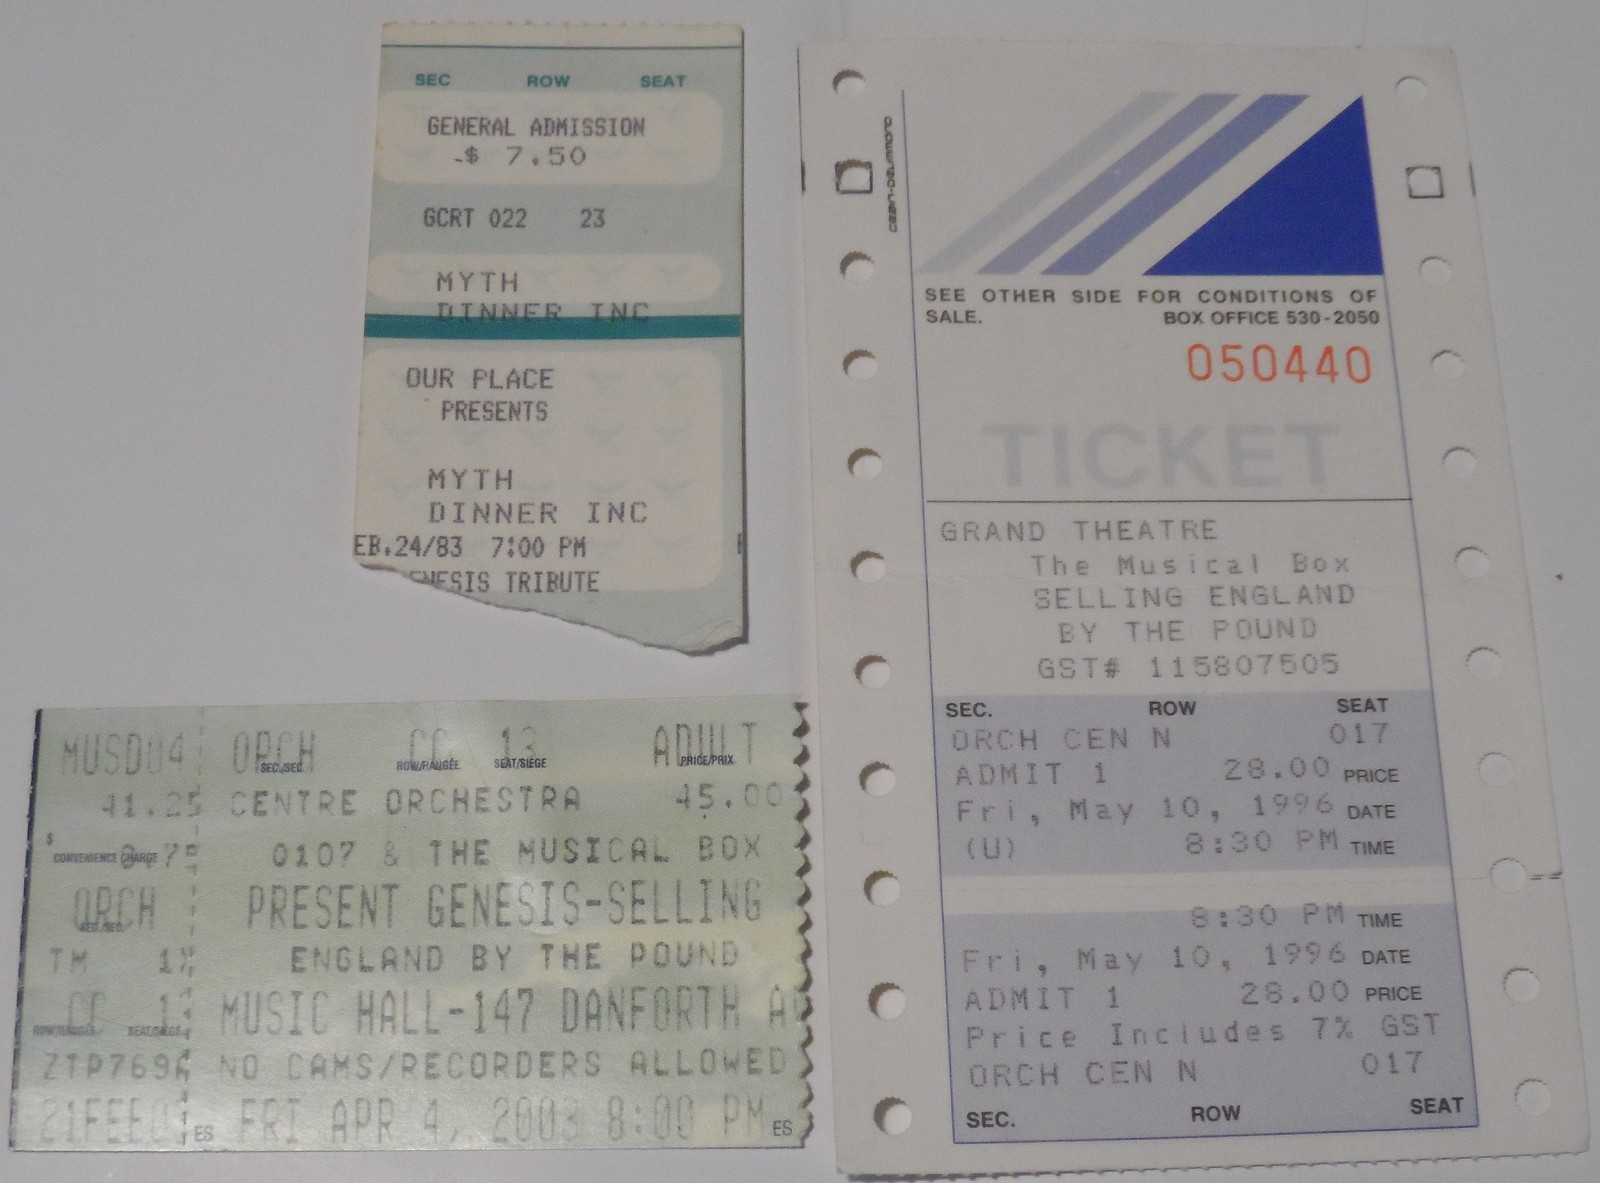 SEC ROW SEAT
GENERAL ADMISSION
$ 7.50
GCRT 022 23
MYTH
DINNER INC
OUR PLACE
PRESENTS
MYTH
DINNER INC
EB.24/83 7:00 PM
ENESIS TRIBUTE
MUSD04 ORCH CC 13 ADULT
SEC./SEC. ROW/RANGÉE SEAT/SIÈGE PRICE/PRIX
41.25 CENTRE ORCHESTRA 45.00
$ CONVENIENCE CHARGE 0107 & THE MUSICAL BOX
ORCH PRESENT GENESIS-SELLING
SEC./SEC.
TM ENGLAND BY THE POUND
CC MUSIC HALL-147 DANFORTH A
ROW/RANGÉE SEAT/SIÈGE
NO CAMS/RECORDERS ALLOWED
ES FRI APR 4, 2003 8:00 PM ES
SEE OTHER SIDE FOR CONDITIONS OF
SALE. BOX OFFICE 530-2050
050440
TICKET
GRAND THEATRE
The Musical Box
SELLING ENGLAND
BY THE POUND
GST# 115807505
SEC. ROW SEAT
ORCH CEN N 017
ADMIT 1 28.00 PRICE
Fri, May 10, 1996 DATE
(U) 8:30 PM TIME
8:30 PM TIME
Fri, May 10, 1996 DATE
ADMIT 1 28.00 PRICE
Price Includes 7% GST
ORCH CEN N 017
SEC. ROW SEAT